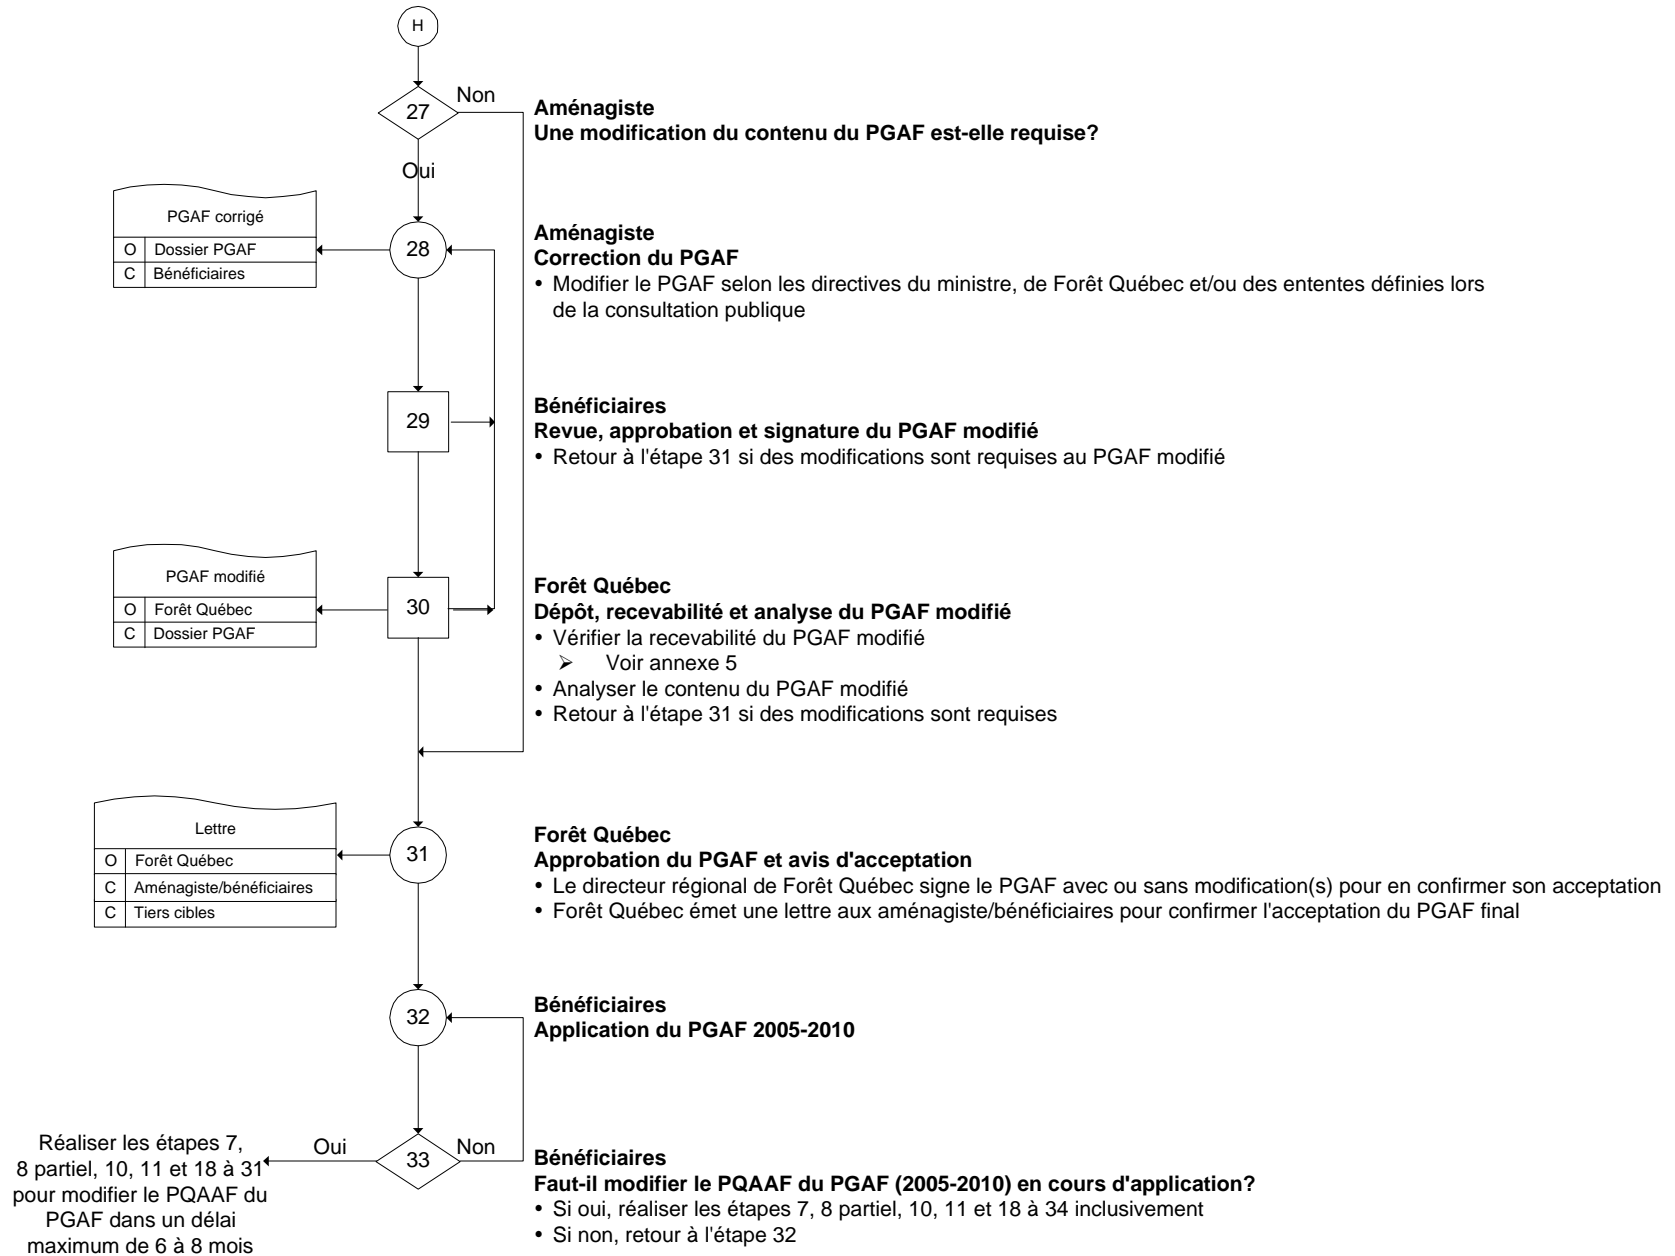 H
27
Non
Aménagiste
Une modification du contenu du PGAF est-elle requise?
Oui
PGAF corrigé
O Dossier PGAF
C Bénéficiaires
28
Aménagiste
Correction du PGAF
• Modifier le PGAF selon les directives du ministre, de Forêt Québec et/ou des ententes définies lors
de la consultation publique
29
Bénéficiaires
Revue, approbation et signature du PGAF modifié
• Retour à l'étape 31 si des modifications sont requises au PGAF modifié
PGAF modifié
O Forêt Québec
C Dossier PGAF
30
Forêt Québec
Dépôt, recevabilité et analyse du PGAF modifié
• Vérifier la recevabilité du PGAF modifié
➢ Voir annexe 5
• Analyser le contenu du PGAF modifié
• Retour à l'étape 31 si des modifications sont requises
Lettre
O Forêt Québec
C Aménagiste/bénéficiaires
C Tiers cibles
31
Forêt Québec
Approbation du PGAF et avis d'acceptation
• Le directeur régional de Forêt Québec signe le PGAF avec ou sans modification(s) pour en confirmer son acceptation
• Forêt Québec émet une lettre aux aménagiste/bénéficiaires pour confirmer l'acceptation du PGAF final
32
Bénéficiaires
Application du PGAF 2005-2010
Réaliser les étapes 7,
8 partiel, 10, 11 et 18 à 31
pour modifier le PQAAF du
PGAF dans un délai
maximum de 6 à 8 mois
Oui
33
Non
Bénéficiaires
Faut-il modifier le PQAAF du PGAF (2005-2010) en cours d'application?
• Si oui, réaliser les étapes 7, 8 partiel, 10, 11 et 18 à 34 inclusivement
• Si non, retour à l'étape 32